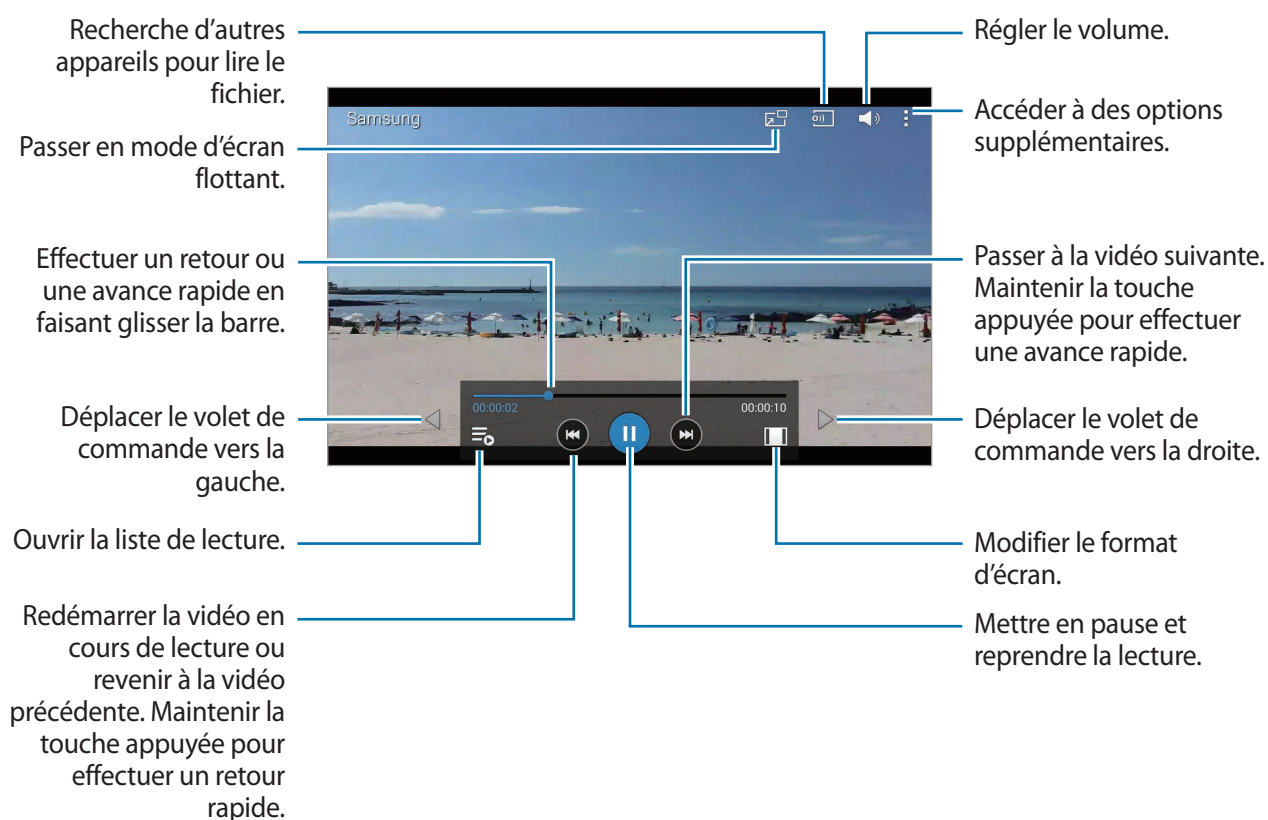 Recherche d'autres
appareils pour lire le
fichier.
Passer en mode d'écran
flottant.
Effectuer un retour ou
une avance rapide en
faisant glisser la barre.
Déplacer le volet de
commande vers la
gauche.
Ouvrir la liste de lecture.
Redémarrer la vidéo en
cours de lecture ou
revenir à la vidéo
précédente. Maintenir la
touche appuyée pour
effectuer un retour
rapide.
Samsung
00:00:02
00:00:10
Régler le volume.
Accéder à des options
supplémentaires.
Passer à la vidéo suivante.
Maintenir la touche
appuyée pour effectuer
une avance rapide.
Déplacer le volet de
commande vers la droite.
Modifier le format
d'écran.
Mettre en pause et
reprendre la lecture.